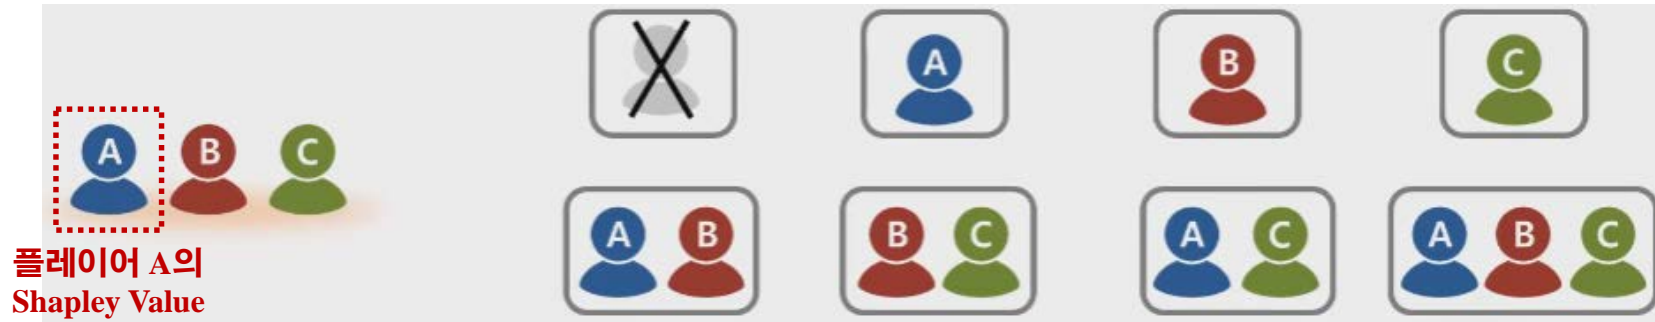 A
B
C
A B C
A B
B C
A C
A B C
플레이어 A의
Shapley Value